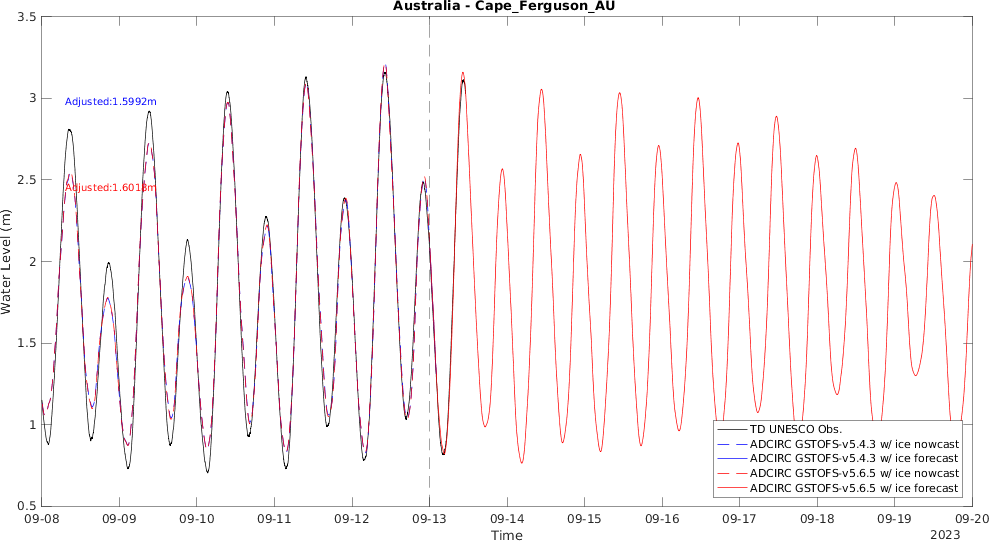 Australia - Cape_Ferguson_AU
3.5
3
2.5
2
1.5
1
0.5
Water Level (m)
Adjusted:1.5992m
Adjusted:1.6018m
TD UNESCO Obs.
ADCIRC GSTOFS-v5.4.3 w/ ice nowcast
ADCIRC GSTOFS-v5.4.3 w/ ice forecast
ADCIRC GSTOFS-v5.6.5 w/ ice nowcast
ADCIRC GSTOFS-v5.6.5 w/ ice forecast
09-08 09-09 09-10 09-11 09-12 09-13 09-14 09-15 09-16 09-17 09-18 09-19 09-20
Time
2023